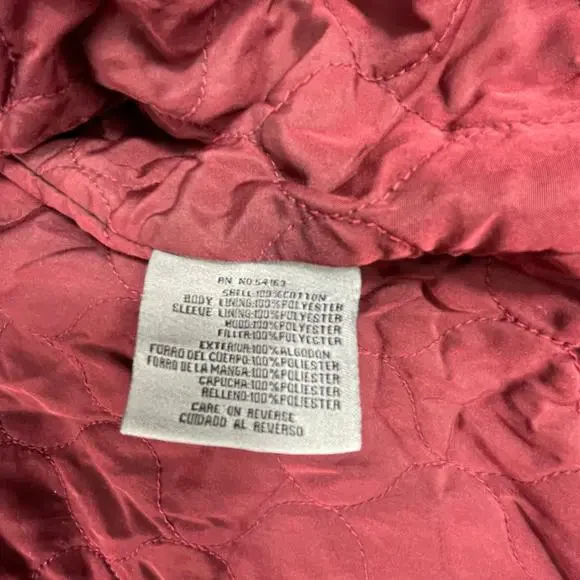 RN NO.54163
SHELL:100%COTTON
BODY LINING:100%POLYESTER
SLEEVE LINING:100%POLYESTER
HOOD:100%POLYESTER
FILLER:100%POLYESTER
EXTERIUR:100%ALGODON
FORRO DEL CUERPO:100%POLIESTER
FORRO DE LA MANGA:100%POLIESTER
CAPUCHA:100%POLIESTER
RELLENO:100%POLIESTER
CARE ON REVERSE
CUIDADO AL REVERSO